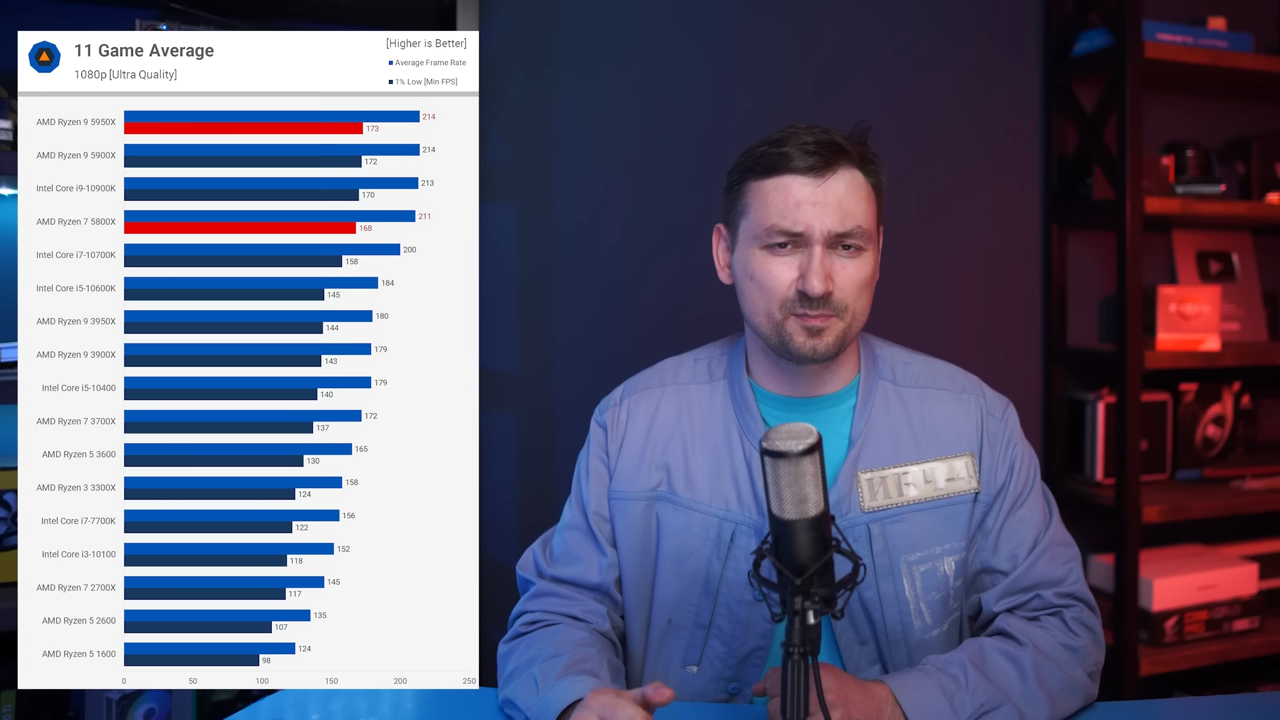 11 Game Average
1080p [Ultra Quality]
[Higher is Better]
Average Frame Rate
1% Low [Min FPS]
AMD Ryzen 9 5950X 214 173
AMD Ryzen 9 5900X 214 172
Intel Core i9-10900K 213 170
AMD Ryzen 7 5800X 211 168
Intel Core i7-10700K 200 158
Intel Core i5-10600K 184 145
AMD Ryzen 9 3950X 180 144
AMD Ryzen 9 3900X 179 143
Intel Core i5-10400 179 140
AMD Ryzen 7 3700X 172 137
AMD Ryzen 5 3600 165 130
AMD Ryzen 3 3300X 158 124
Intel Core i7-7700K 156 122
Intel Core i3-10100 152 118
AMD Ryzen 7 2700X 145 117
AMD Ryzen 5 2600 135 107
AMD Ryzen 5 1600 124 98
0 50 100 150 200 250